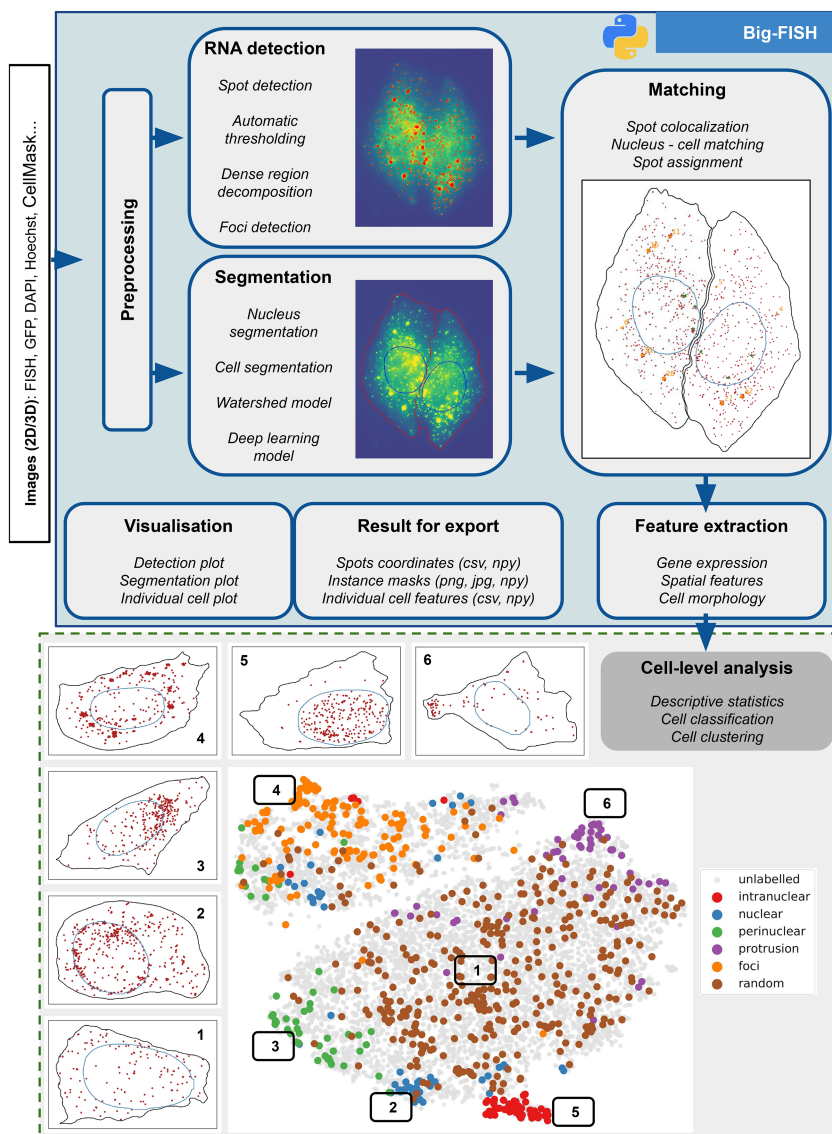 Big-FISH
Images (2D/3D): FISH, GFP, DAPI, Hoechst, CellMask...
Preprocessing
RNA detection
Spot detection
Automatic
thresholding
Dense region
decomposition
Foci detection
Segmentation
Nucleus
segmentation
Cell segmentation
Watershed model
Deep learning
model
Matching
Spot colocalization
Nucleus - cell matching
Spot assignment
Visualisation
Detection plot
Segmentation plot
Individual cell plot
Result for export
Spots coordinates (csv, npy)
Instance masks (png, jpg, npy)
Individual cell features (csv, npy)
Feature extraction
Gene expression
Spatial features
Cell morphology
Cell-level analysis
Descriptive statistics
Cell classification
Cell clustering
4
5
6
3
2
1
4
6
1
3
2
5
unlabelled
intranuclear
nuclear
perinuclear
protrusion
foci
random